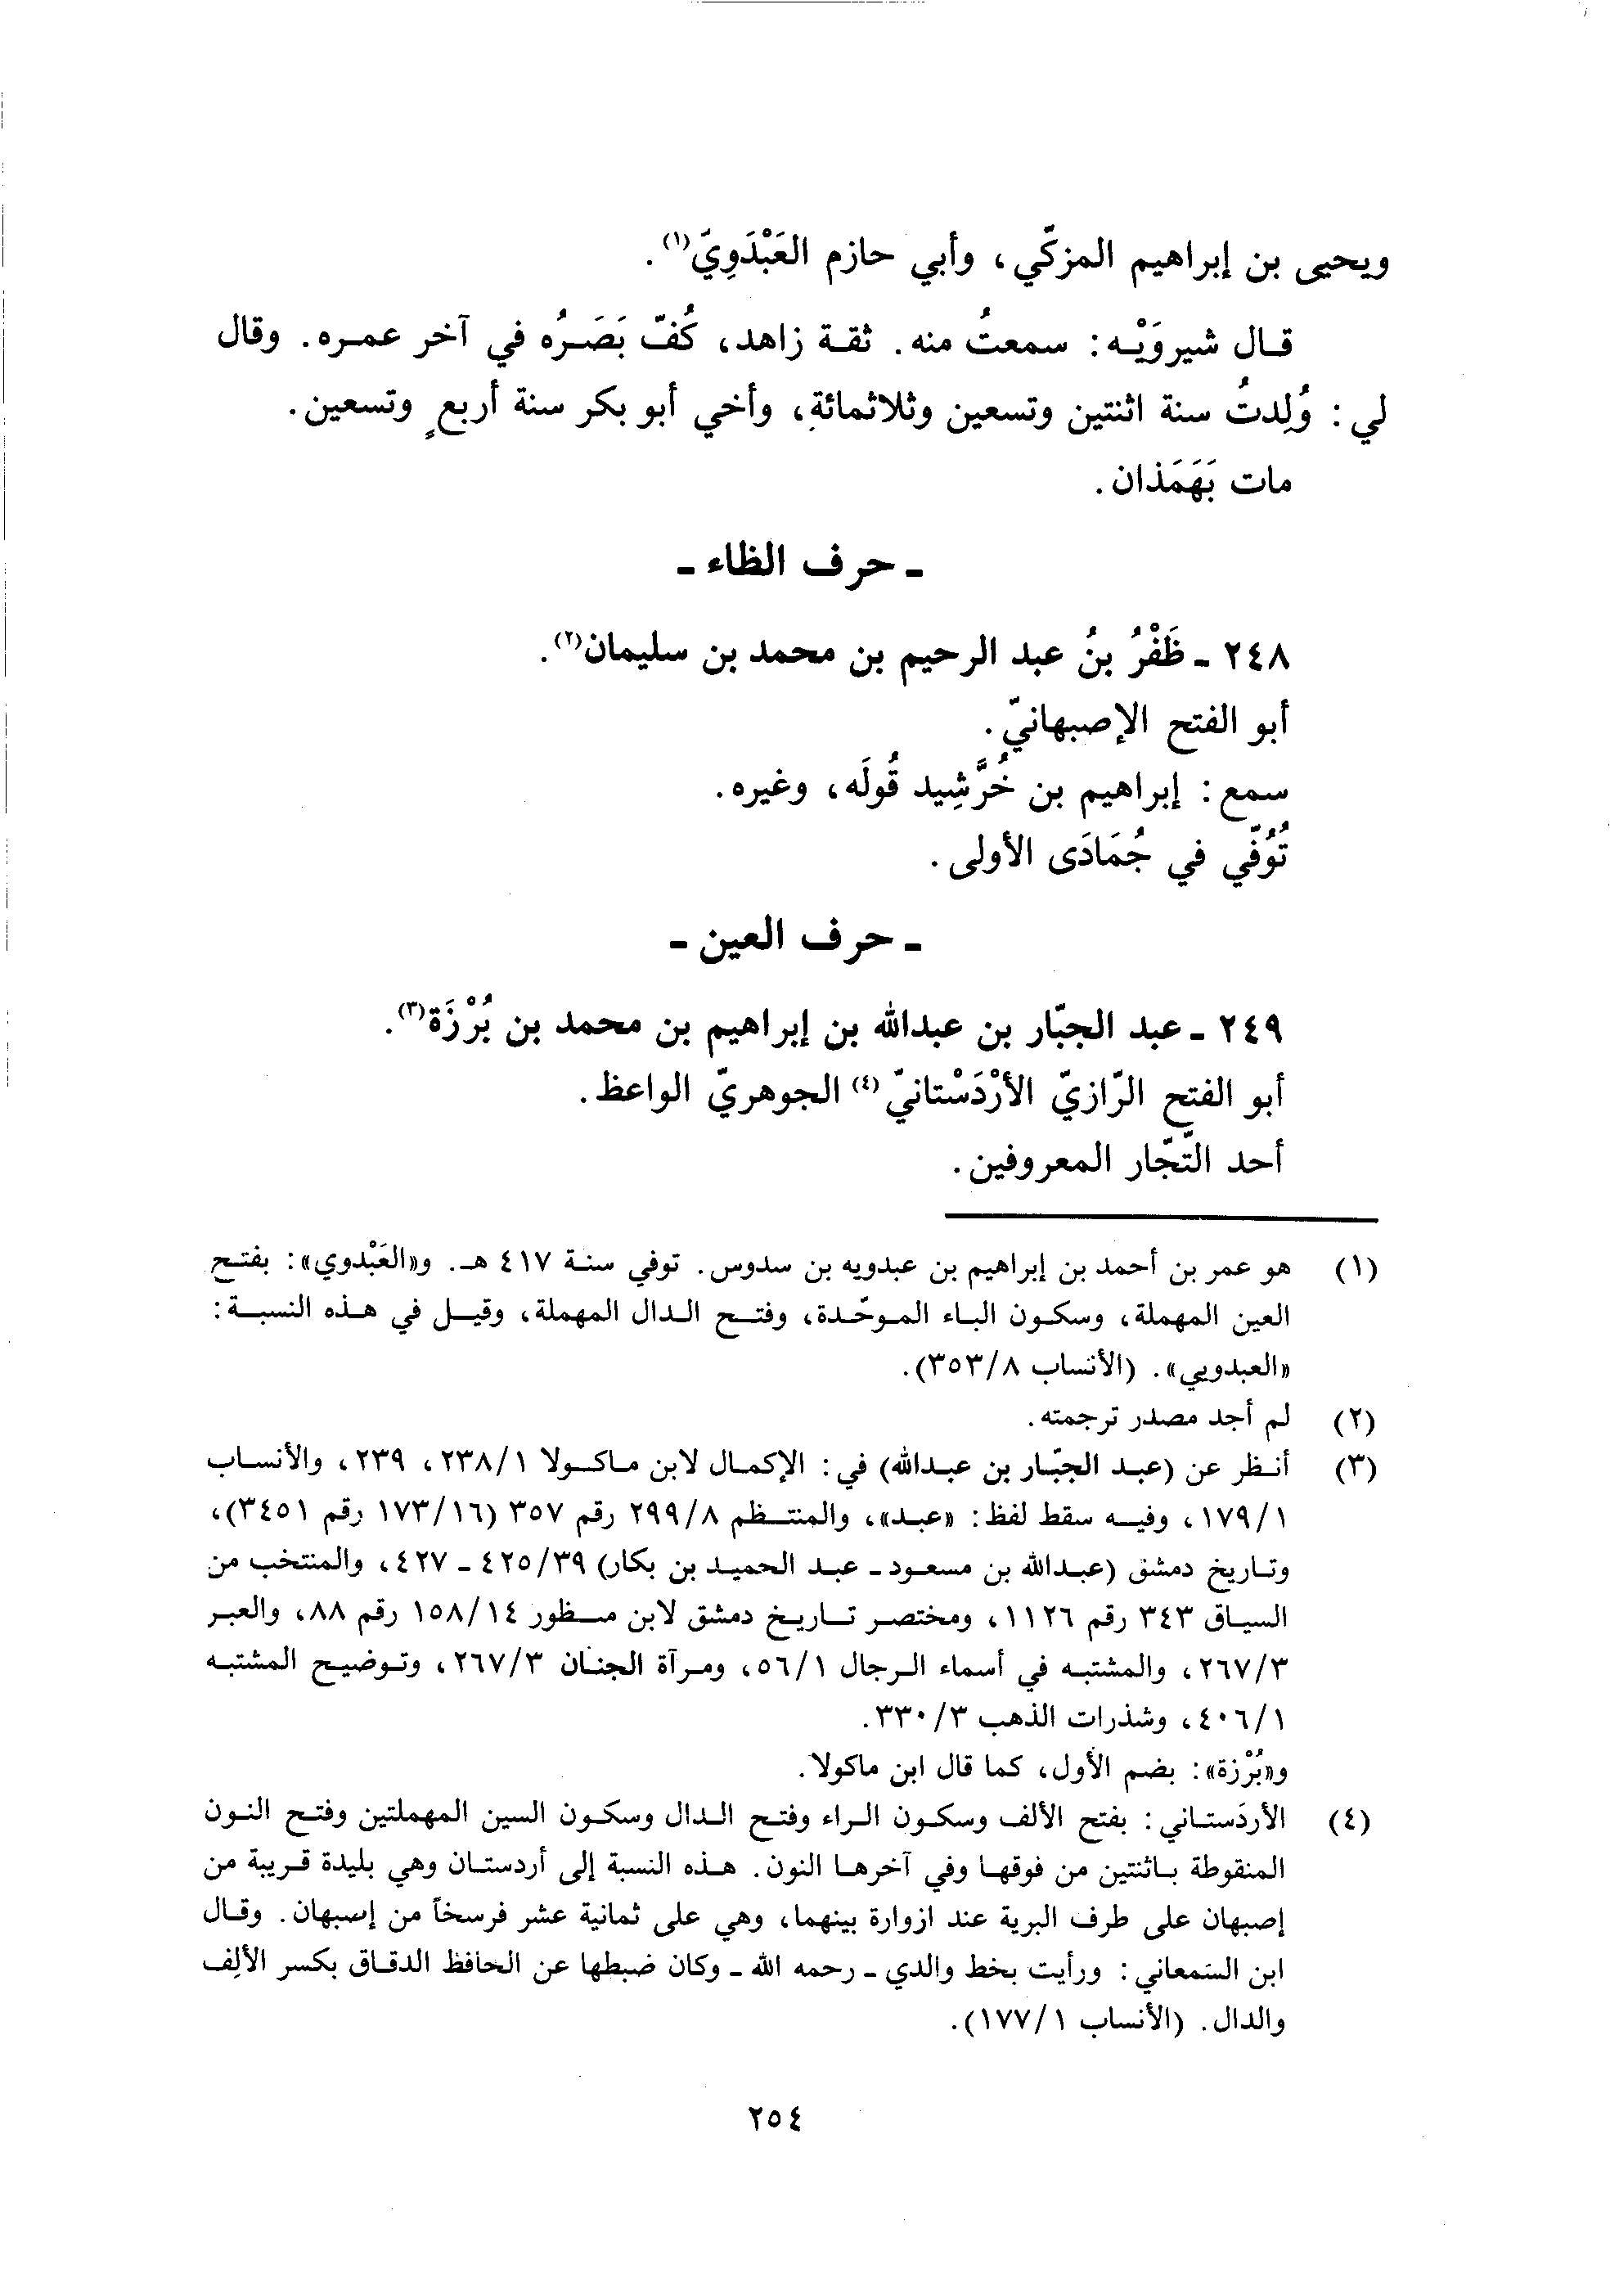 ويحيى بن إبراهيم المزكّي، وأبي حازم العَبْدَوِيّ(١).
قال شيروَيْه: سمعتُ منه. ثقة زاهد، كُفّ بَصَرُه في آخر عمره. وقال
لي: وُلِدتُ سنة اثنتين وتسعين وثلاثمائةِ، وأخي أبو بكر سنة أربعٍ وتسعين.
مات بَهَمَذان.
ـ حرف الظاء ـ
٢٤٨ ـ ظَفْرُ بنُ عبد الرحيم بن محمد بن سليمان(٢).
أبو الفتح الإصبهانيّ.
سمع: إبراهيم بن خُرَّشِيد قُولَه، وغيره.
تُوُفّي في جُمَادَى الأولى.
ـ حرف العين ـ
٢٤٩ ـ عبد الجبّار بن عبدالله بن إبراهيم بن محمد بن بُرْزَة(٣).
أبو الفتح الرّازيّ الأرْدَسْتانيّ(٤) الجوهريّ الواعظ.
أحد التّجّار المعروفين.
(١) هو عمر بن أحمد بن إبراهيم بن عبدويه بن سدوس. توفي سنة ٤١٧ هـ. و«العَبْدوي»: بفتح
العين المهملة، وسكون الباء الموحّدة، وفتح الدال المهملة، وقيل في هذه النسبة:
«العبدويي». (الأنساب ٣٥٣/٨).
(٢) لم أجد مصدر ترجمته.
(٣) أنظر عن (عبد الجبّار بن عبدالله) في: الإكمال لابن ماكولا ٢٣٨/١، ٢٣٩، والأنساب
١٧٩/١، وفيه سقط لفظ: «عبد»، والمنتظم ٢٩٩/٨ رقم ٣٥٧ (١٧٣/١٦ رقم ٣٤٥١)،
وتاريخ دمشق (عبدالله بن مسعود ـ عبد الحميد بن بكار) ٤٢٥/٣٩ ـ ٤٢٧، والمنتخب من
السياق ٣٤٣ رقم ١١٢٦، ومختصر تاريخ دمشق لابن منظور ١٥٨/١٤ رقم ٨٨، والعبر
٢٦٧/٣، والمشتبه في أسماء الرجال ٥٦/١، ومرآة الجنان ٢٦٧/٣، وتوضيح المشتبه
٤٠٦/١، وشذرات الذهب ٣٣٠/٣.
و«بُرْزة»: بضم الأول، كما قال ابن ماكولا.
(٤) الأردَستاني: بفتح الألف وسكون الراء وفتح الدال وسكون السين المهملتين وفتح النون
المنقوطة باثنتين من فوقها وفي آخرها النون. هذه النسبة إلى أردستان وهي بليدة قريبة من
إصبهان على طرف البرية عند ازوارة بينهما، وهي على ثمانية عشر فرسخاً من إصبهان. وقال
ابن السّمعاني: ورأيت بخط والدي ـ رحمه الله ـ وكان ضبطها عن الحافظ الدقاق بكسر الألِف
والدال. (الأنساب ١٧٧/١).
٢٥٤